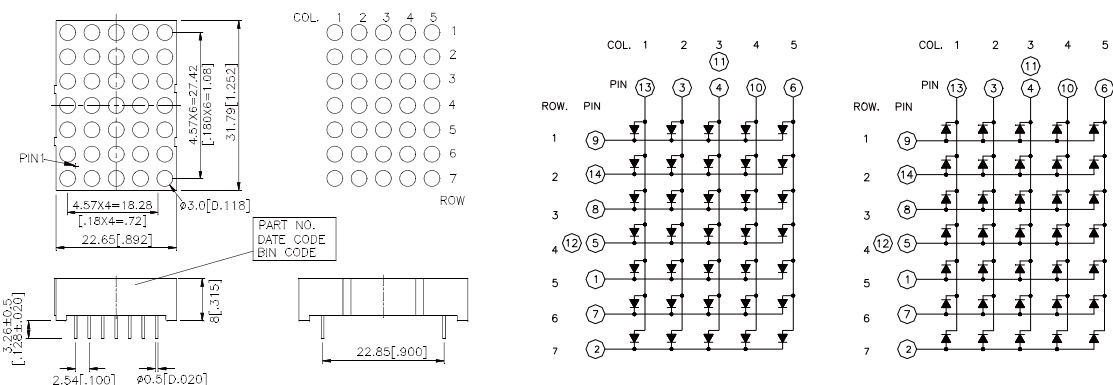 COL. 1 2 3 4 5
1
2
3
4
5
6
7
ROW
4.57X6=27.42
[.180X6=1.08]
31.79[1.252]
PIN1
4.57X4=18.28
[.18X4=.72]
22.65[.892]
ø3.0[D.118]
PART NO.
DATE CODE
BIN CODE
3.26±0.5
[.128±.020]
8[.315]
2.54[.100]
ø0.5[D.020]
22.85[.900]
COL. 1 2 3 4 5
11
PIN 13 3 4 10 6
ROW. PIN
1 9
2 14
3 8
4 12 5
5 1
6 7
7 2
COL. 1 2 3 4 5
11
PIN 13 3 4 10 6
ROW. PIN
1 9
2 14
3 8
4 12 5
5 1
6 7
7 2